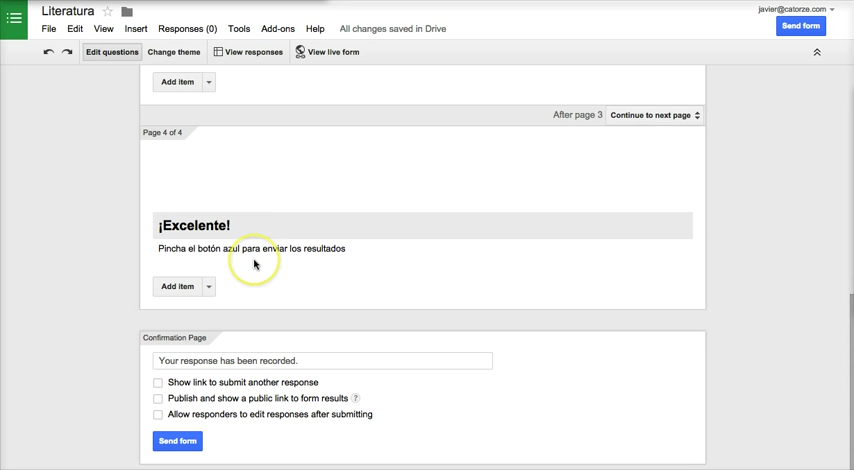 Literatura
javier@catorze.com
File Edit View Insert Responses (0) Tools Add-ons Help All changes saved in Drive
Send form
Edit questions Change theme View responses View live form
Add item
After page 3 Continue to next page
Page 4 of 4
¡Excelente!
Pincha el botón azul para enviar los resultados
Add item
Confirmation Page
Your response has been recorded.
Show link to submit another response
Publish and show a public link to form results ?
Allow responders to edit responses after submitting
Send form